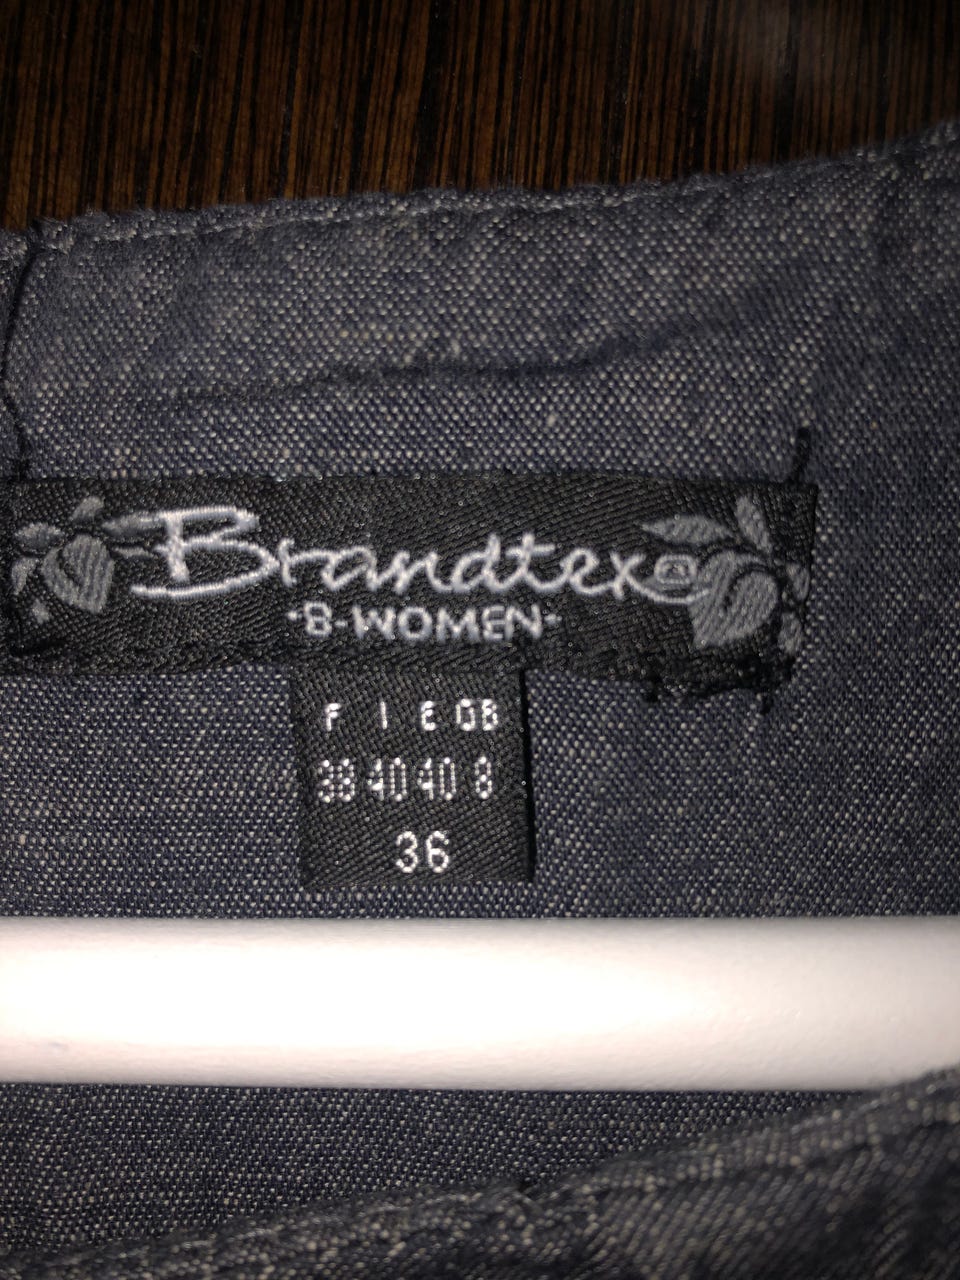 Brandtex®
·B-WOMEN·
F I E GB
38 40 40 8
36